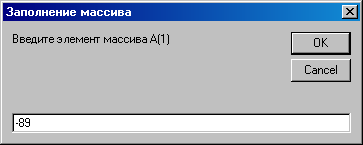 Заполнение массива
Введите элемент массива A(1)
OK
Cancel
-89